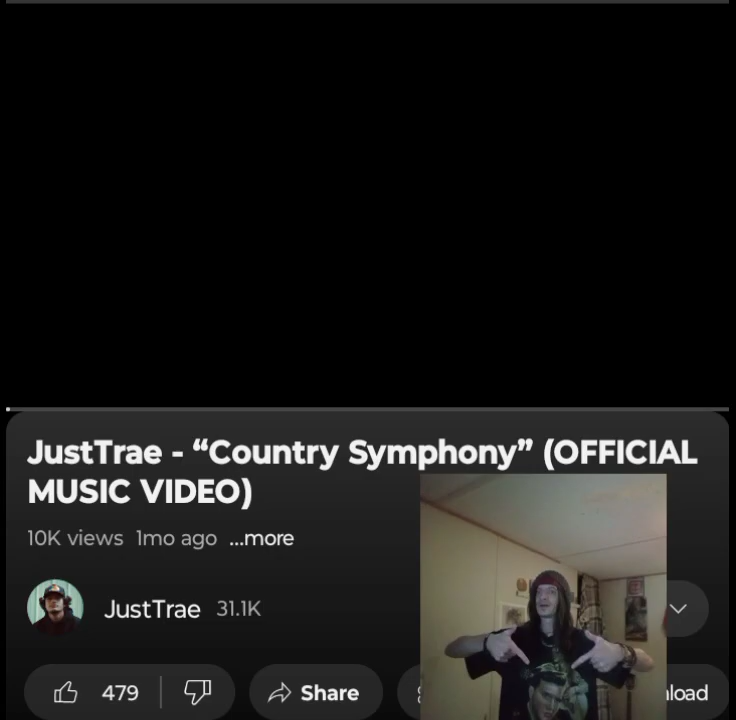 JustTrae - “Country Symphony” (OFFICIAL
MUSIC VIDEO)
10K views 1mo ago ...more
JustTrae 31.1K
479 Share nload